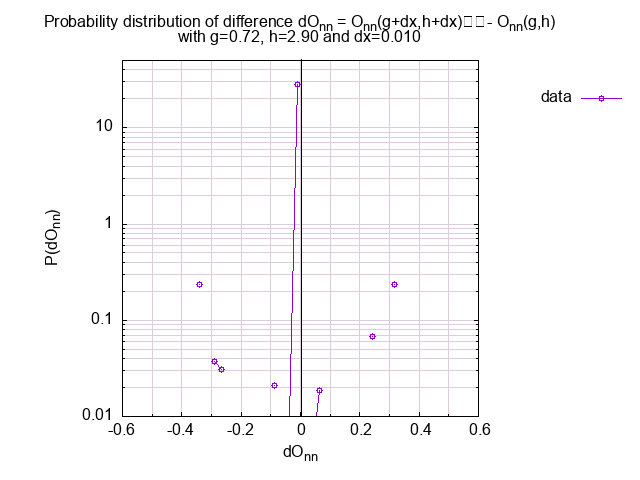 Probability distribution of difference dOnn = Onn(g+dx,h+dx)□□- Onn(g,h)
with g=0.72, h=2.90 and dx=0.010
data
10
1
0.1
0.01
P(dOnn)
-0.6 -0.4 -0.2 0 0.2 0.4 0.6
dOnn